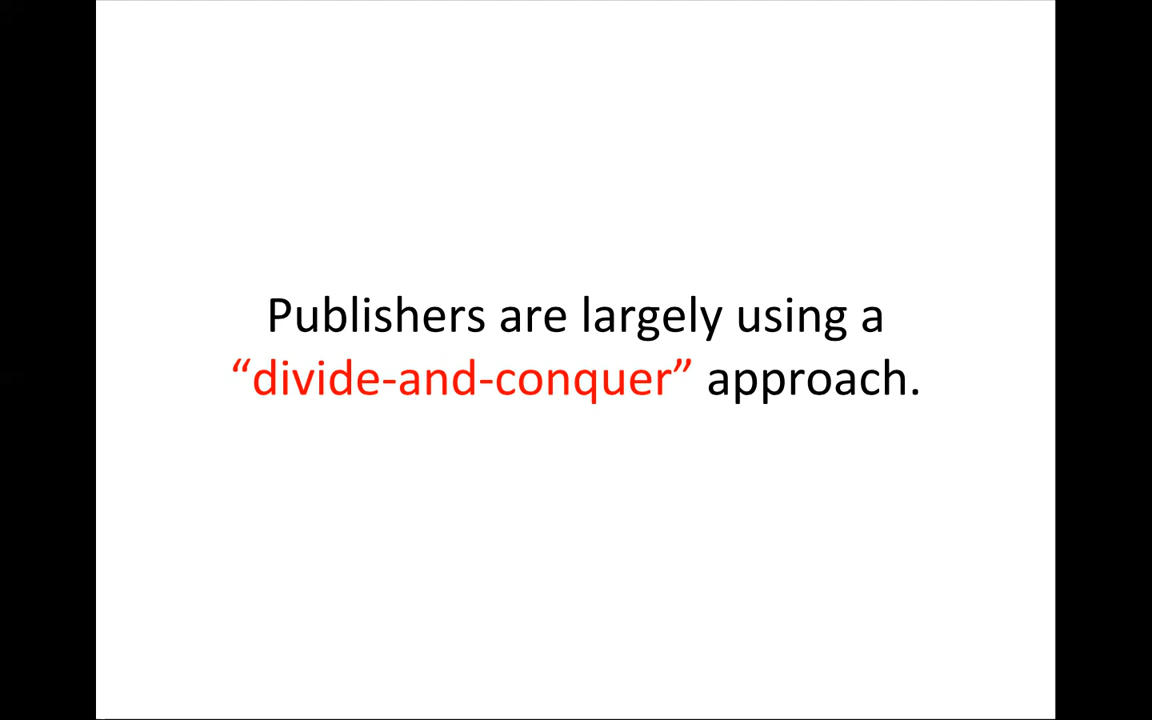 Publishers are largely using a
“divide-and-conquer” approach.